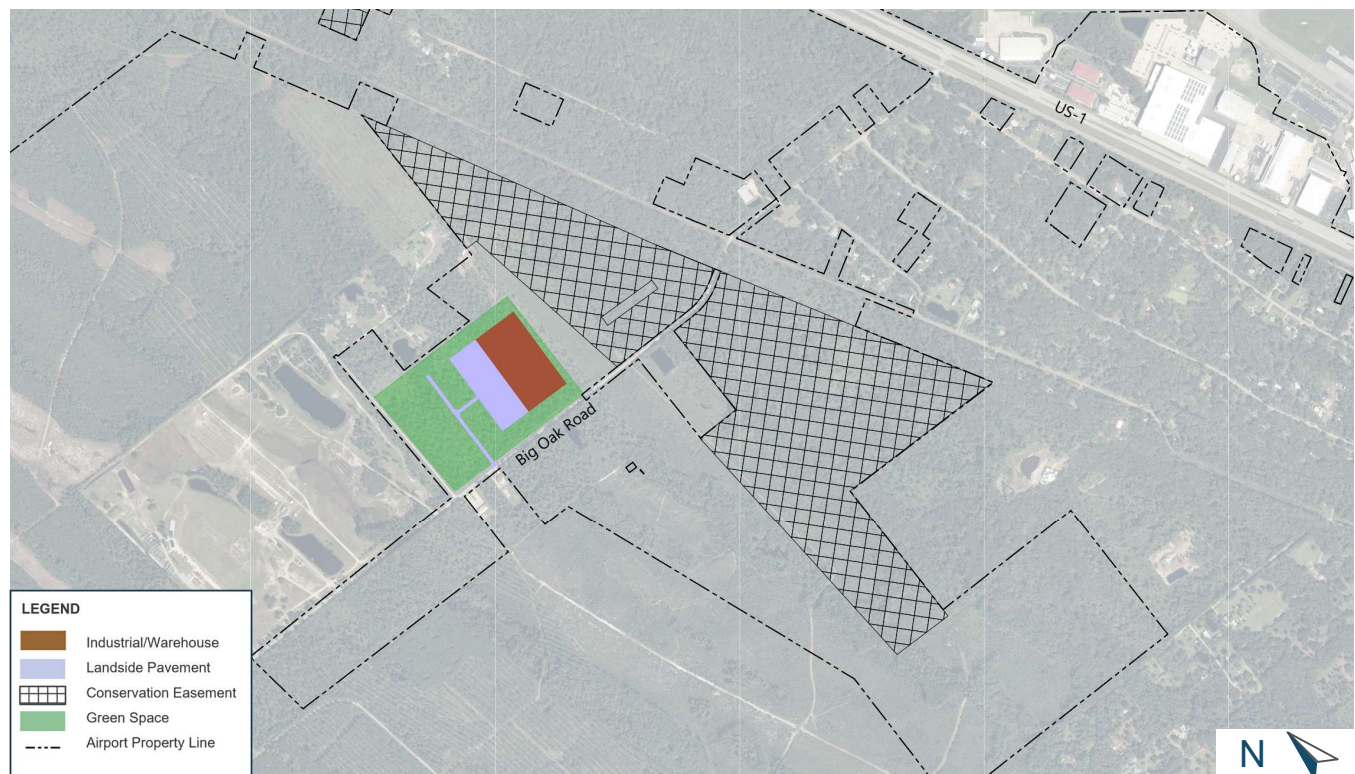 US-1
Big Oak Road
LEGEND
Industrial/Warehouse
Landside Pavement
Conservation Easement
Green Space
Airport Property Line
N